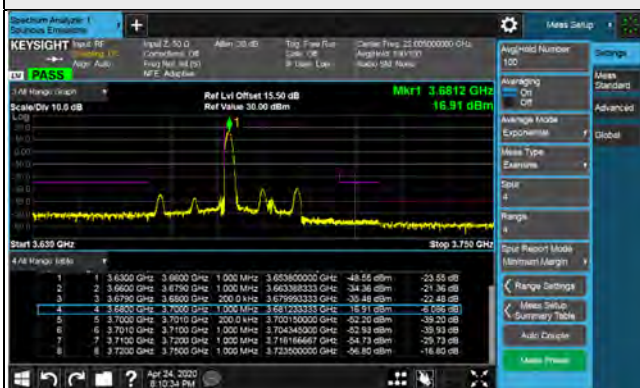 Spectrum Analyzer 1
Spurious Emissions
Meas Setup
KEYSIGHT
Input: RF
Coupling: DC
Align: Auto
Input Z: 50 Ω
Corrections: Off
Freq Ref: Int (S)
NFE: Adaptive
Atten: 30 dB
Trig: Free Run
Gate: Off
IF Gain: Low
Center Freq: 22.005000000 GHz
Avg|Hold: 100/100
Radio Std: None
PASS
Ref Lvl Offset 15.50 dB
Mkr1 3.6812 GHz
Scale/Div 10.0 dB
Ref Value 30.00 dBm
16.91 dBm
Log
1
Start 3.630 GHz
Stop 3.750 GHz
1 1 3.6300 GHz 3.6600 GHz 1.000 MHz 3.653800000 GHz -48.55 dBm -23.55 dB
2 2 3.6600 GHz 3.6790 GHz 1.000 MHz 3.663388333 GHz -34.36 dBm -21.36 dB
3 3 3.6790 GHz 3.6800 GHz 200.0 kHz 3.679993333 GHz -35.48 dBm -22.48 dB
4 4 3.6800 GHz 3.7000 GHz 1.000 MHz 3.681233333 GHz 16.91 dBm -6.086 dB
5 5 3.7000 GHz 3.7010 GHz 200.0 kHz 3.700150000 GHz -52.20 dBm -39.20 dB
6 6 3.7010 GHz 3.7100 GHz 1.000 MHz 3.704345000 GHz -52.93 dBm -39.93 dB
7 7 3.7100 GHz 3.7200 GHz 1.000 MHz 3.716166667 GHz -54.73 dBm -29.73 dB
8 8 3.7200 GHz 3.7500 GHz 1.000 MHz 3.723500000 GHz -56.80 dBm -16.80 dB
Apr 24, 2020
8:10:34 PM
Avg|Hold Number
100
Averaging
On
Off
Average Mode
Exponential
Meas Type
Examine
Spur
4
Range
4
Spur Report Mode
Minimum Margin
Range Settings
Meas Setup
Summary Table
Auto Couple
Meas Preset
Settings
Meas
Standard
Advanced
Global